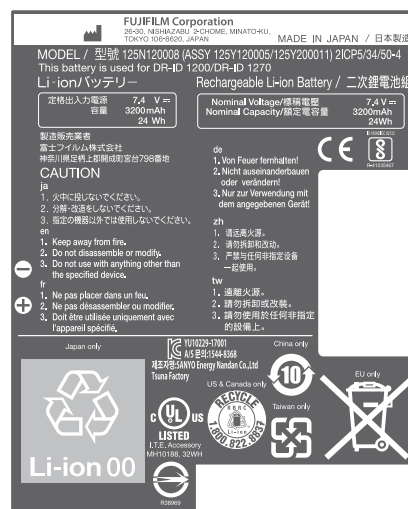 FUJIFILM Corporation
26-30, NISHIAZABU 2-CHOME, MINATO-KU,
TOKYO 106-8620, JAPAN
MADE IN JAPAN / 日本製造
MODEL / 型號 125N120008 (ASSY 125Y120005/125Y200011) 2ICP5/34/50-4
This battery is used for DR-ID 1200/DR-ID 1270
Li-ionバッテリー
Rechargeable Li-ion Battery / 二次鋰電池組
定格出入力電源 7.4 V
容量 3200mAh
24 Wh
Nominal Voltage/標稱電壓 7.4 V
Nominal Capacity/額定電容量 3200mAh
24Wh
製造販売業者
富士フイルム株式会社
神奈川県足柄上郡開成町宮台798番地
CAUTION
ja
1. 火中に投じないでください。
2. 分解・改造をしないでください。
3. 指定の機器以外では使用しないでください。
en
1. Keep away from fire.
2. Do not disassemble or modify.
3. Do not use with anything other than
the specified device.
fr
1. Ne pas placer dans un feu.
2. Ne pas désassembler ou modifier.
3. Doit être utilisée uniquement avec
l'appareil spécifié.
de
1. Von Feuer fernhalten!
2. Nicht auseinanderbauen
oder verändern!
3. Nur zur Verwendung mit
dem angegebenen Gerät!
zh
1. 请远离火源。
2. 请勿拆卸和改动。
3. 严禁与任何非指定设备
一起使用。
tw
1. 遠離火源。
2. 請勿拆卸或改裝。
3. 請勿使用於任何非指定
的設備上。
CE
Japan only
Li-ion 00
YU10229-17001
A/S 문의:1544-8368
제조자명:SANYO Energy Nandan Co.,Ltd
Tsuna Factory
C UL US
LISTED
I.T.E. Accessory
MH10188, 32WH
R38969
US & Canada only
RBRC
RECYCLE
Li-ion
1.800.822.8837
China only
10
Taiwan only
EU only